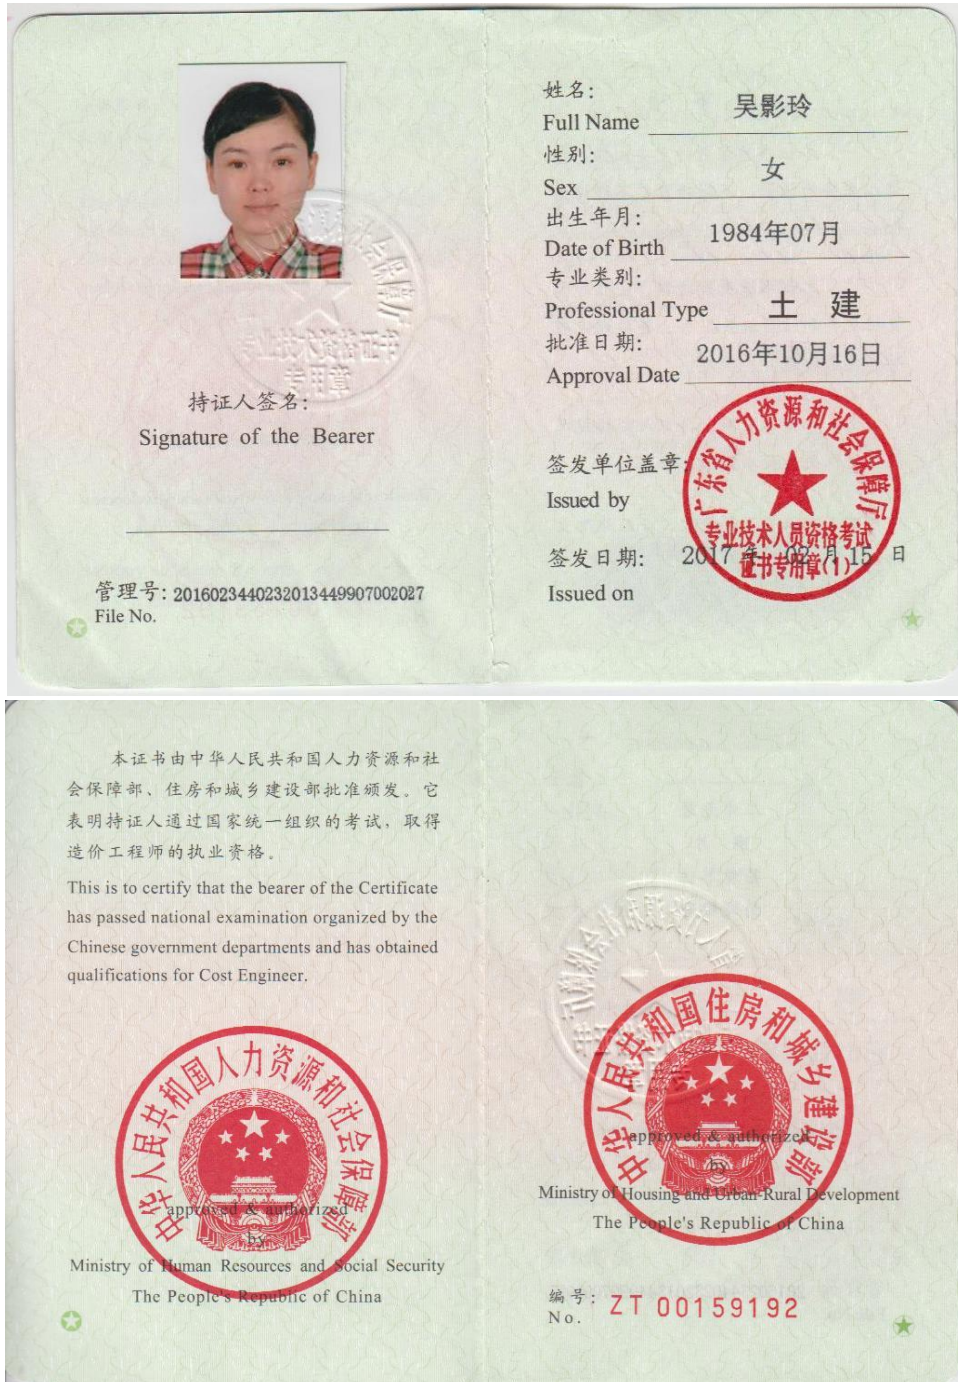 姓名：
吴影玲
Full Name
性别：
女
Sex
出生年月：
1984年07月
Date of Birth
专业类别：
土 建
Professional Type
批准日期：
2016年10月16日
Approval Date
持证人签名：
Signature of the Bearer
签发单位盖章：
Issued by
广东省人力资源和社会保障厅
专业技术人员资格考试
证书专用章(1)
签发日期：
2017 年 02 月 15 日
Issued on
管理号：2016023440232013449907002027
File No.
本证书由中华人民共和国人力资源和社
会保障部、住房和城乡建设部批准颁发。它
表明持证人通过国家统一组织的考试，取得
造价工程师的执业资格。
This is to certify that the bearer of the Certificate
has passed national examination organized by the
Chinese government departments and has obtained
qualifications for Cost Engineer.
中华人民共和国人力资源和社会保障部
approved & authorized
by
Ministry of Human Resources and Social Security
The People's Republic of China
中华人民共和国住房和城乡建设部
approved & authorized
by
Ministry of Housing and Urban-Rural Development
The People's Republic of China
编号：
ZT 00159192
No.